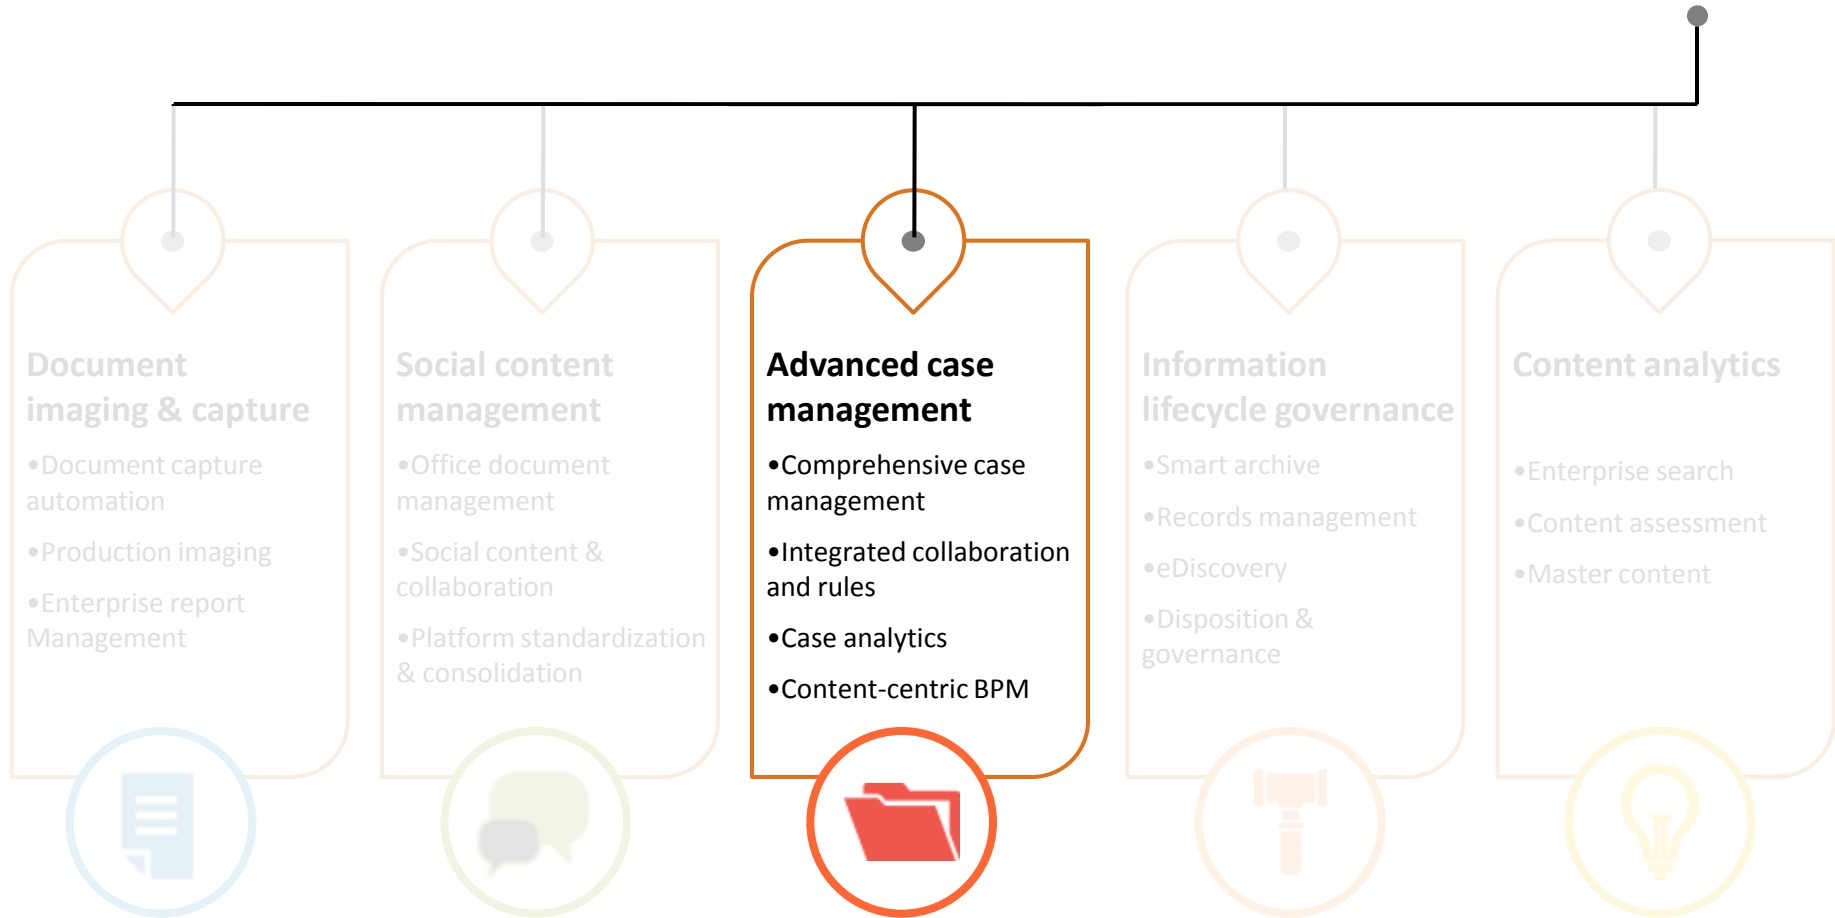 Document
imaging & capture
•Document capture
automation
•Production imaging
•Enterprise report
Management
Social content
management
•Office document
management
•Social content &
collaboration
•Platform standardization
& consolidation
Advanced case
management
•Comprehensive case
management
•Integrated collaboration
and rules
•Case analytics
•Content-centric BPM
Information
lifecycle governance
•Smart archive
•Records management
•eDiscovery
•Disposition &
governance
Content analytics
•Enterprise search
•Content assessment
•Master content